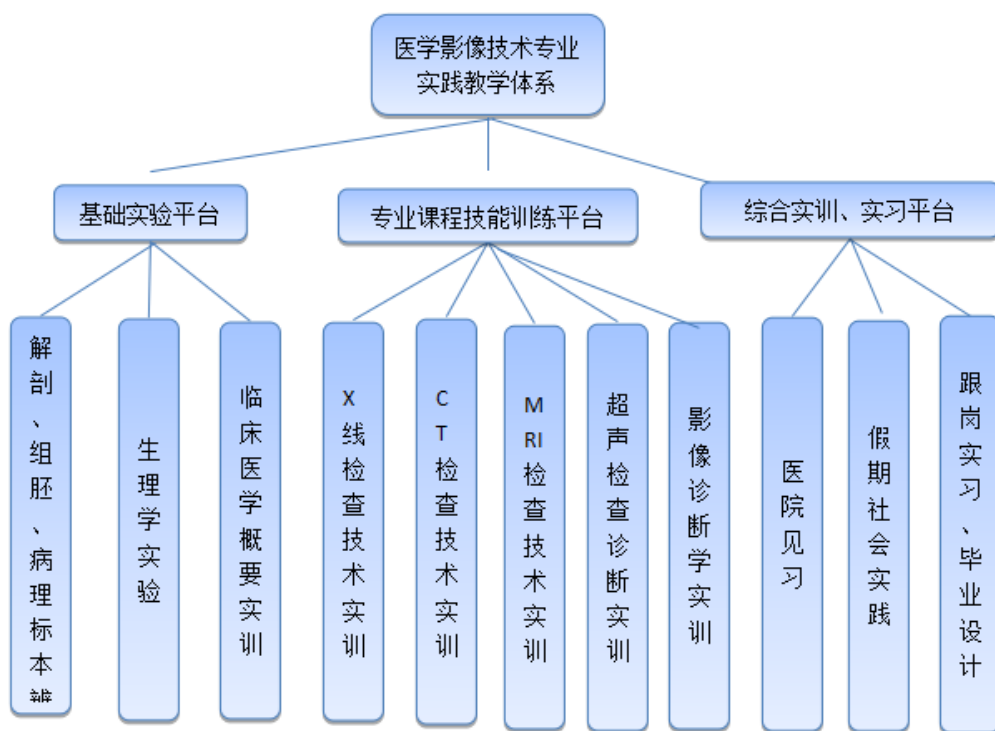 医学影像技术专业
实践教学体系
基础实验平台
专业课程技能训练平台
综合实训、实习平台
解剖、组胚、病理标本辨
生理学实验
临床医学概要实训
X线检查技术实训
CT检查技术实训
MRI检查技术实训
超声检查诊断实训
影像诊断学实训
医院见习
假期社会实践
跟岗实习、毕业设计